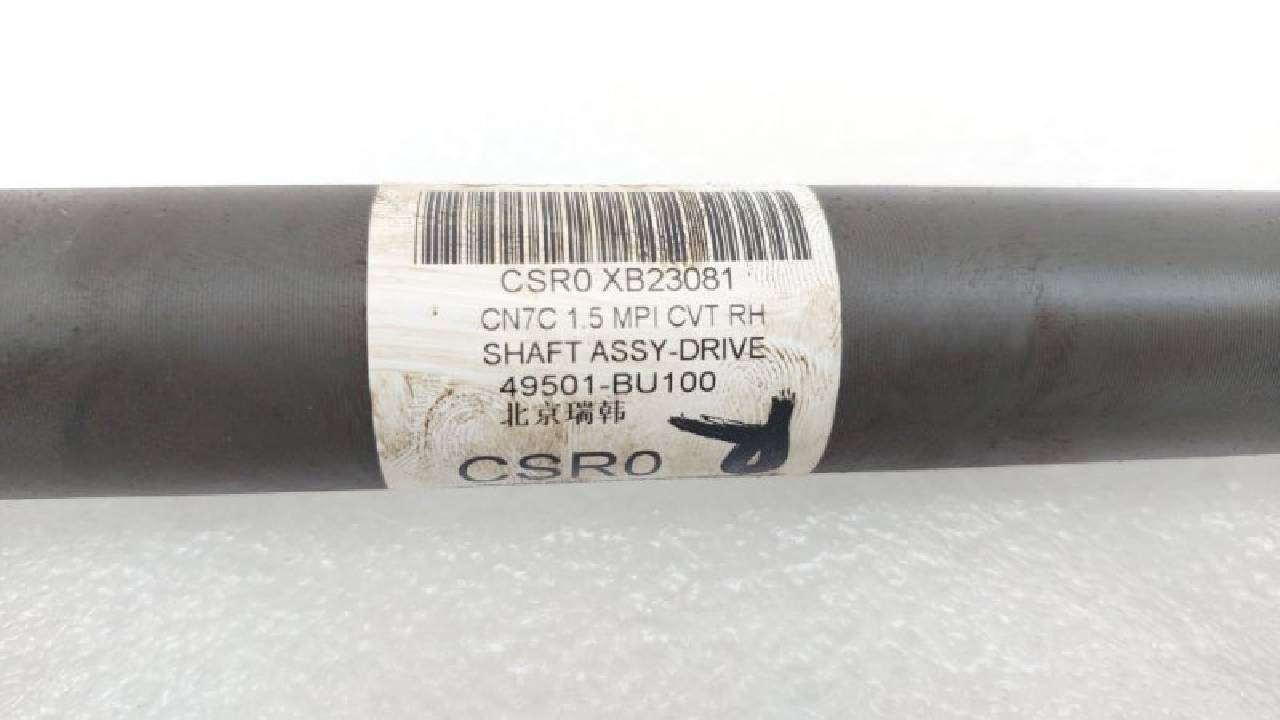 CSR0 XB23081
CN7C 1.5 MPI CVT RH
SHAFT ASSY-DRIVE
49501-BU100
北京瑞韩
CSR0